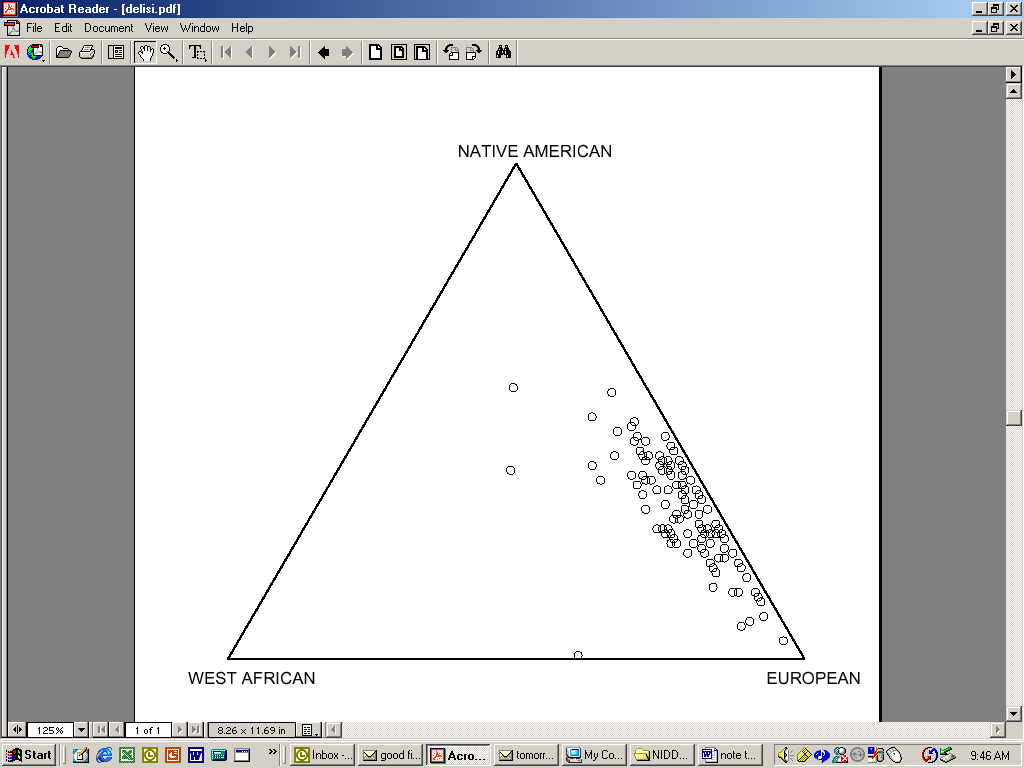 Acrobat Reader - [delisi.pdf]
File Edit Document View Window Help
NATIVE AMERICAN
WEST AFRICAN
EUROPEAN
125% 1 of 1 8.26 x 11.69 in
Start » Inbox -... good fi... Acro... tomorr... My Co... NIDD... note t... 9:46 AM